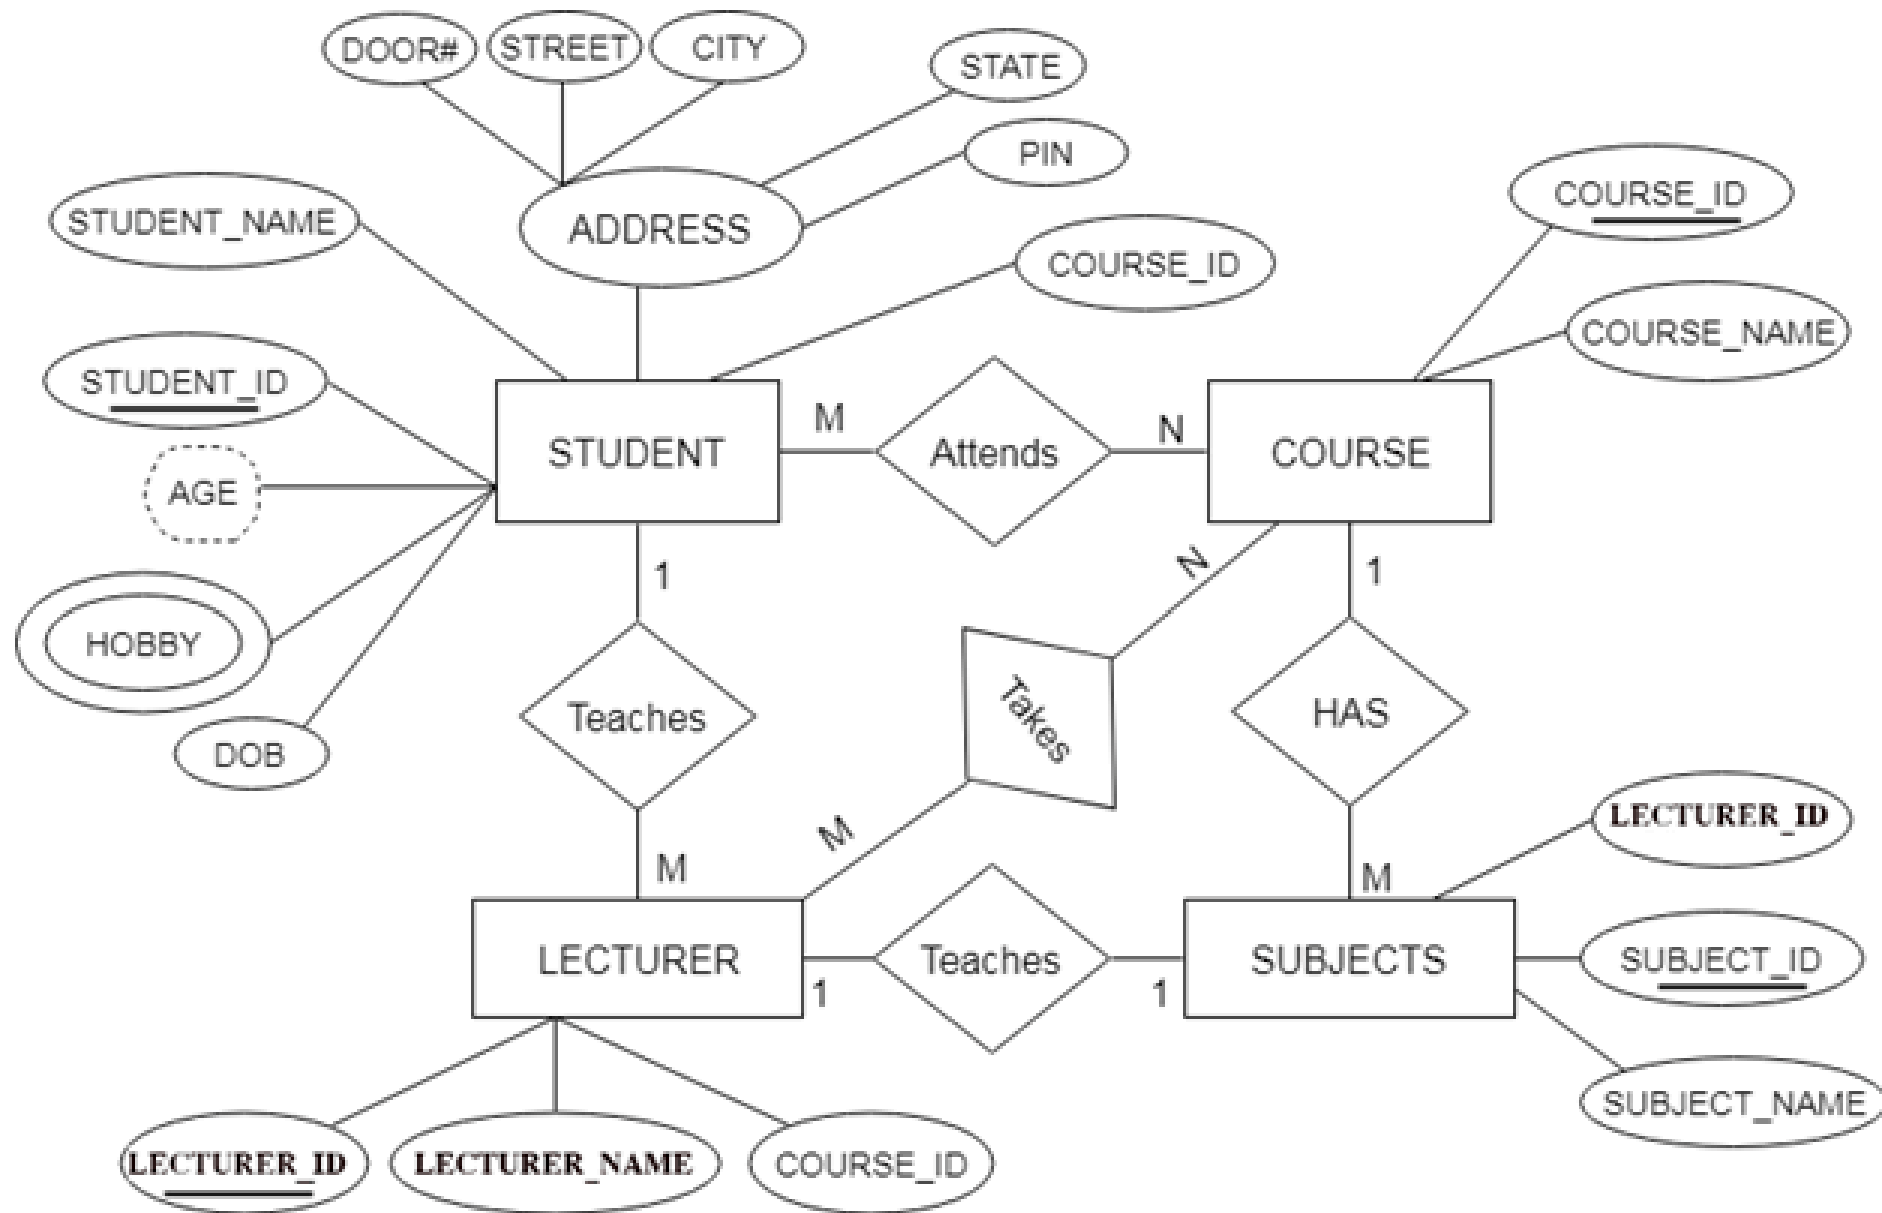 DOOR#
STREET
CITY
STATE
PIN
STUDENT_NAME
ADDRESS
COURSE_ID
COURSE_ID
COURSE_NAME
STUDENT_ID
AGE
HOBBY
DOB
STUDENT
M
Attends
N
COURSE
1
Teaches
M
N
Takes
M
1
HAS
M
LECTURER
1
Teaches
1
SUBJECTS
LECTURER_ID
SUBJECT_ID
SUBJECT_NAME
LECTURER_ID
LECTURER_NAME
COURSE_ID